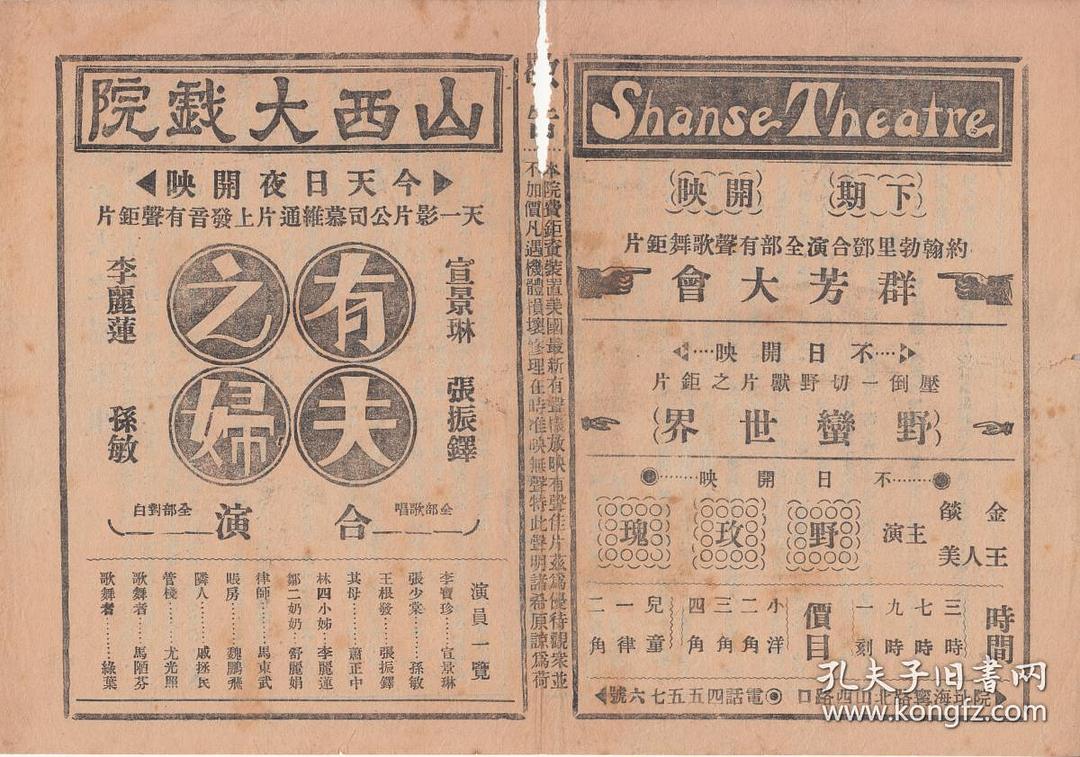 Shanse Theatre
下期開映
約翰勃里鄧合演全部有聲歌舞鉅片
群芳大會
不日開映
壓倒一切野獸片之鉅片
野蠻世界
不日開映
金焰
王人美
主演
野玫瑰
時間
三時
七時
九時
一刻
價目
小洋
二角
三角
四角
兒童
一律
二角
院址海寧路北四川路口 電話四五五七六號
告
本院費鉅資裝置美國最新有聲機放映有聲佳片茲為優待觀衆並
不加價凡遇機體損壞修理在時准映無聲特此聲明諸希原諒為荷
山西大戲院
今天日夜開映
天一影片公司慕維通片上發音有聲鉅片
宣景琳
張振鐸
有夫之婦
李麗蓮
孫敏
全部歌唱
合演
全部對白
演員一覽
李寶珍……宣景琳
張少棠……孫敏
王根發……張振鐸
其母……蕭正中
林四小姊…李麗蓮
鄒二奶奶…舒麗娟
律師……馬東武
賬房……魏鵬飛
隣人……戚拯民
管棧……尤光照
歌舞者……馬陋芬
歌舞者……綠葉
孔夫子旧书网
www.kongfz.com